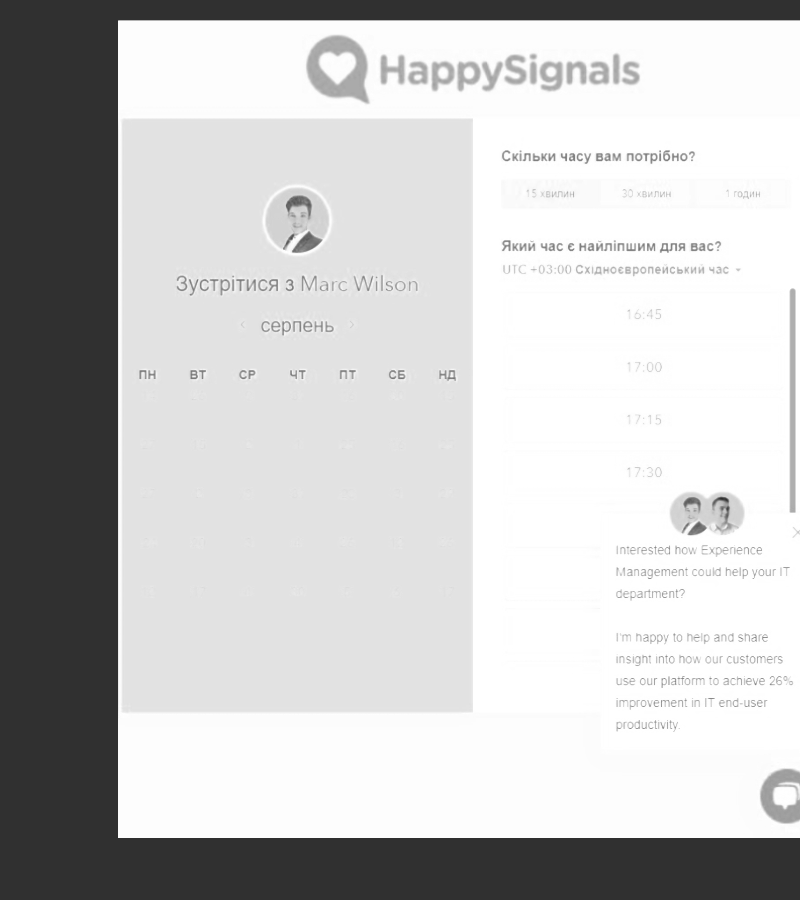 HappySignals
Зустрітися з Marc Wilson
серпень
ПН ВТ СР ЧТ ПТ СБ НД
Скільки часу вам потрібно?
15 хвилин 30 хвилин 1 годин
Який час є найліпшим для вас?
UTC +03:00 Східноєвропейський час
16:45
17:00
17:15
17:30
Interested how Experience
Management could help your IT
department?
I'm happy to help and share
insight into how our customers
use our platform to achieve 26%
improvement in IT end-user
productivity.